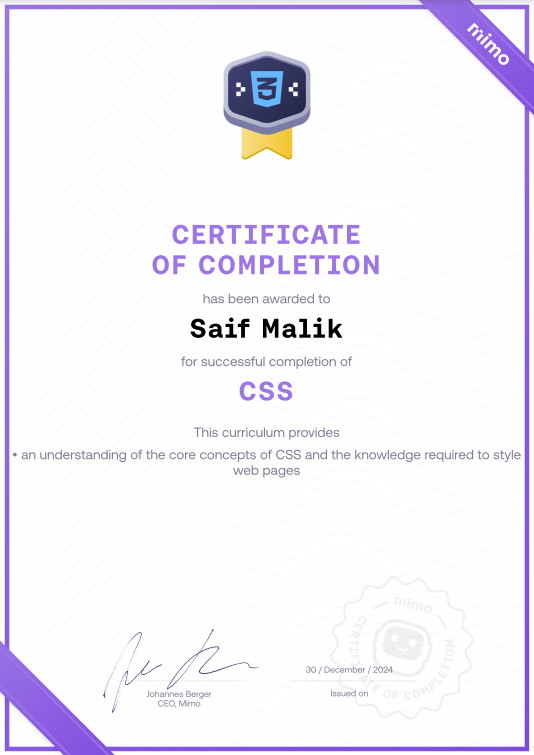 mimo
CERTIFICATE
OF COMPLETION
has been awarded to
Saif Malik
for successful completion of
CSS
This curriculum provides
• an understanding of the core concepts of CSS and the knowledge required to style
web pages
mimo
CERTIFICATE OF COMPLETION
30 / December / 2024
Johannes Berger
CEO, Mimo
Issued on